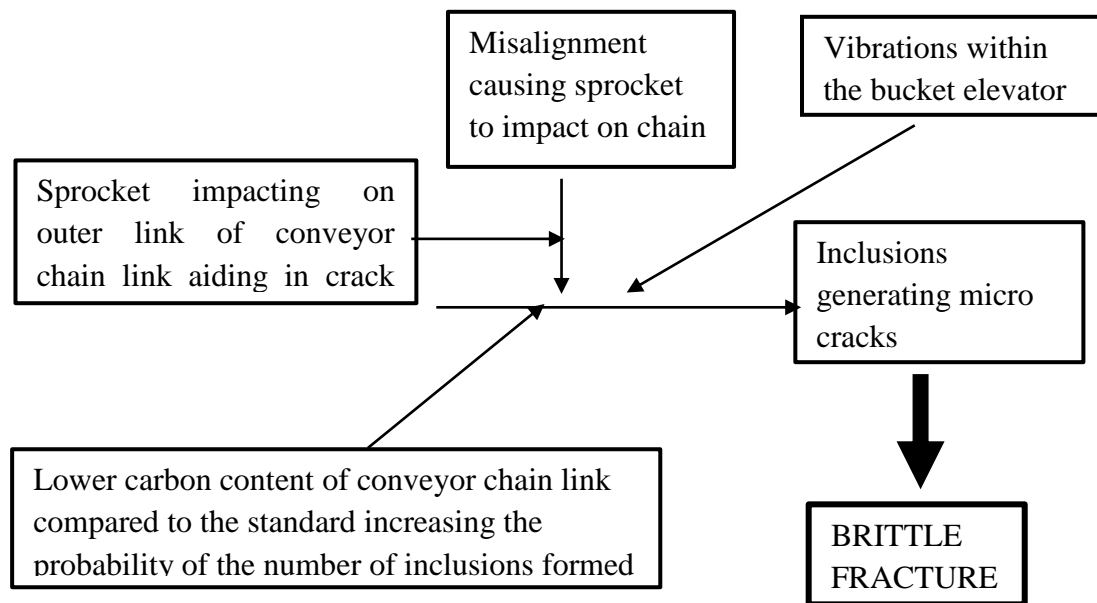 Misalignment
causing sprocket
to impact on chain
Vibrations within
the bucket elevator
Sprocket impacting on
outer link of conveyor
chain link aiding in crack
Inclusions
generating micro
cracks
Lower carbon content of conveyor chain link
compared to the standard increasing the
probability of the number of inclusions formed
BRITTLE
FRACTURE